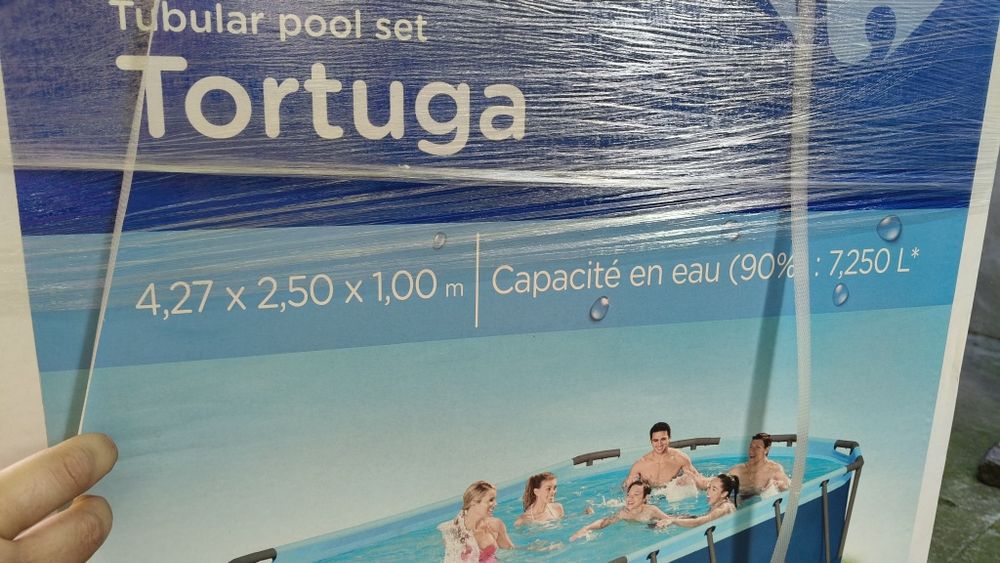 Tubular pool set
Tortuga
4,27 x 2,50 x 1,00 m
Capacité en eau (90% : 7,250 L*